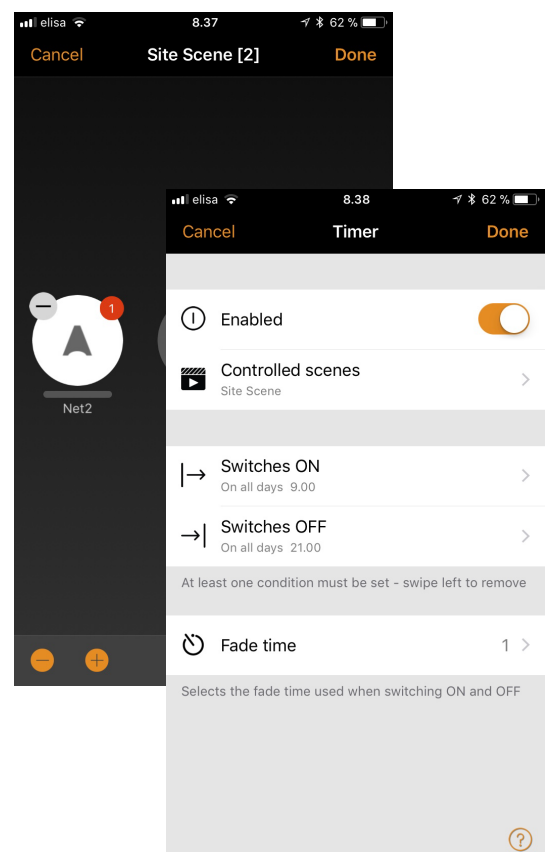 elisa 8.37 62 %
Cancel Site Scene [2] Done
1
Net2
elisa 8.38 62 %
Cancel Timer Done
Enabled
Controlled scenes
Site Scene
Switches ON
On all days 9.00
Switches OFF
On all days 21.00
At least one condition must be set - swipe left to remove
Fade time 1
Selects the fade time used when switching ON and OFF
?